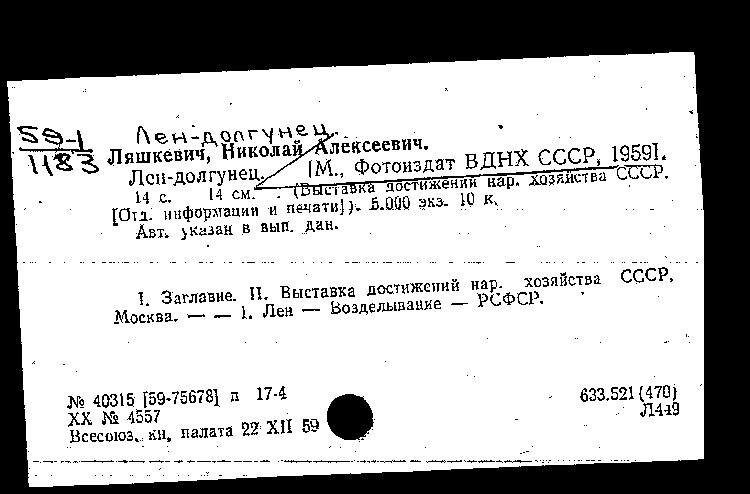 59-1
1183
Лен-долгунец.
Ляшкевич, Николай Алексеевич.
Лен-долгунец. [М., Фотоиздат ВДНХ СССР, 1959].
14 с. 14 см. (Выставка достижений нар. хозяйства СССР.
[Отд. информации и печати]). 5.000 экз. 10 к.
Авт. указан в вып. дан.
I. Заглавие. II. Выставка достижений нар. хозяйства СССР,
Москва. — — 1. Лен — Возделывание — РСФСР.
№ 40315 [59-75678] п 17-4
633.521(470)
XX № 4557
Л449
Всесоюз. кн. палата 22 XII 59